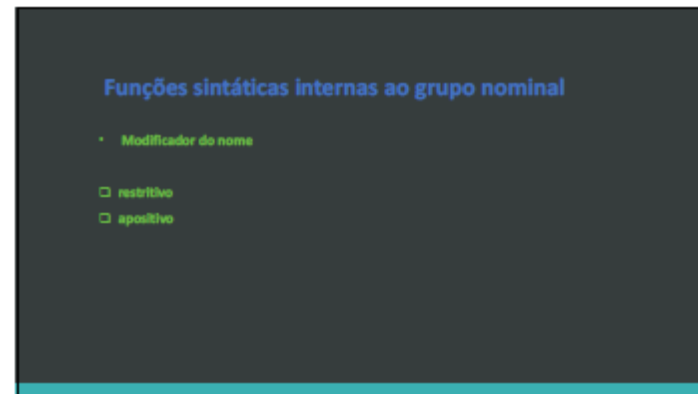 Funções sintáticas internas ao grupo nominal
• Modificador do nome
❑ restritivo
❑ apositivo